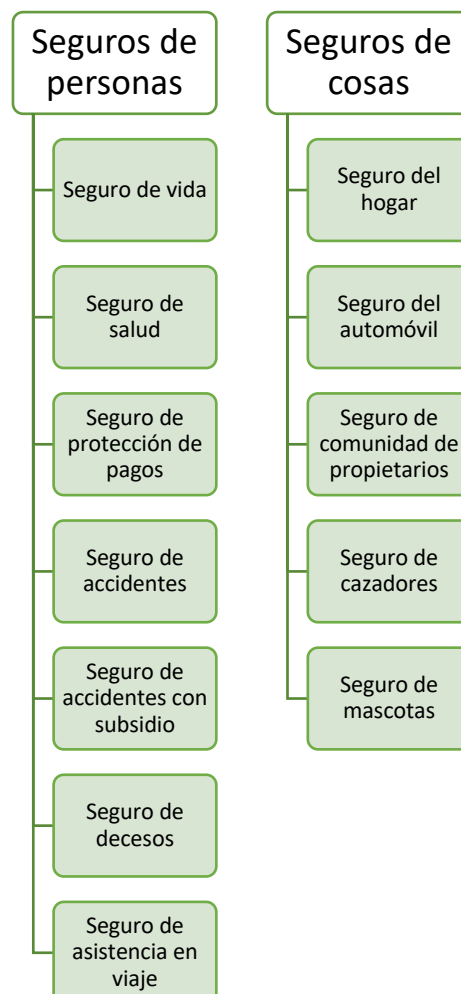 Seguros de
personas
Seguro de vida
Seguro de
salud
Seguro de
protección de
pagos
Seguro de
accidentes
Seguro de
accidentes con
subsidio
Seguro de
decesos
Seguro de
asistencia en
viaje
Seguros de
cosas
Seguro del
hogar
Seguro del
automóvil
Seguro de
comunidad de
propietarios
Seguro de
cazadores
Seguro de
mascotas